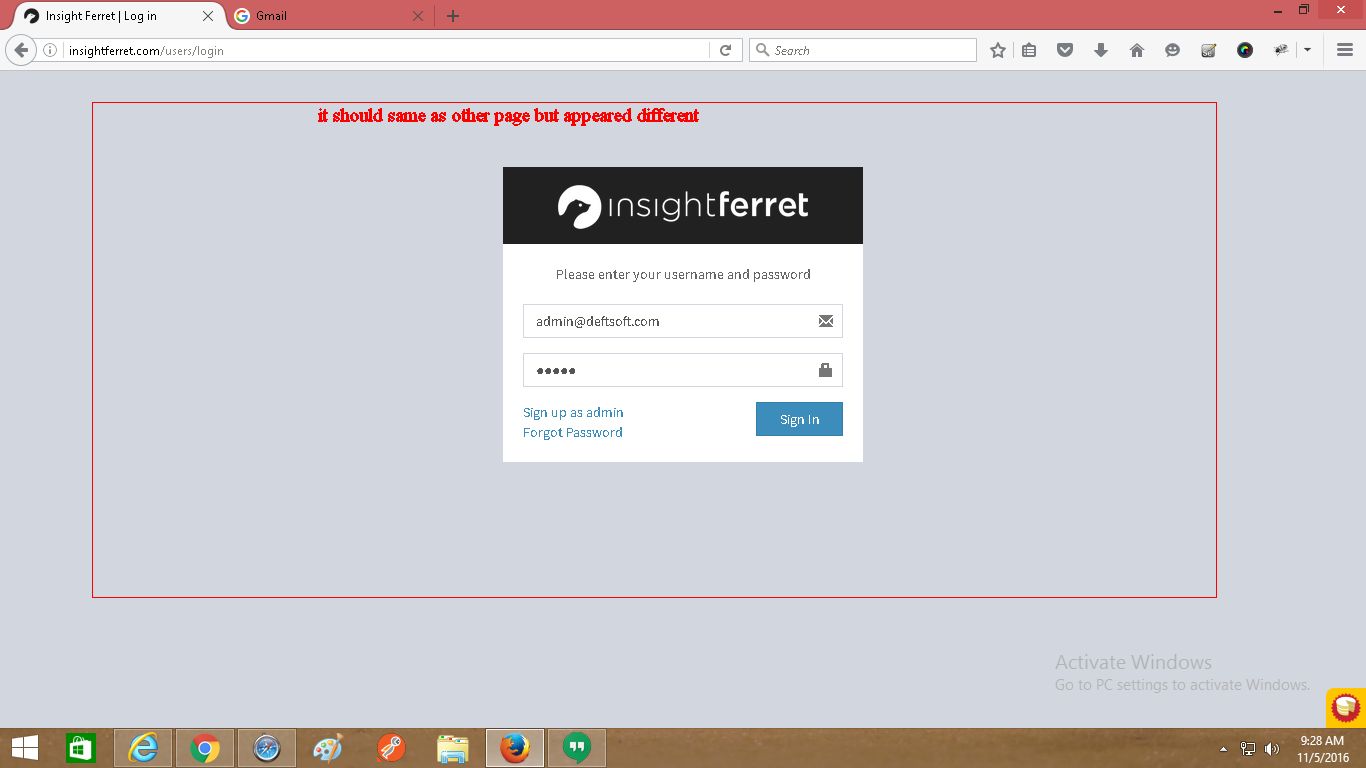 Insight Ferret | Log in
Gmail
insightferret.com/users/login
Search
it should same as other page but appeared different
insightferret
Please enter your username and password
admin@deftsoft.com
Sign up as admin
Forgot Password
Sign In
Activate Windows
Go to PC settings to activate Windows.
9:28 AM
11/5/2016